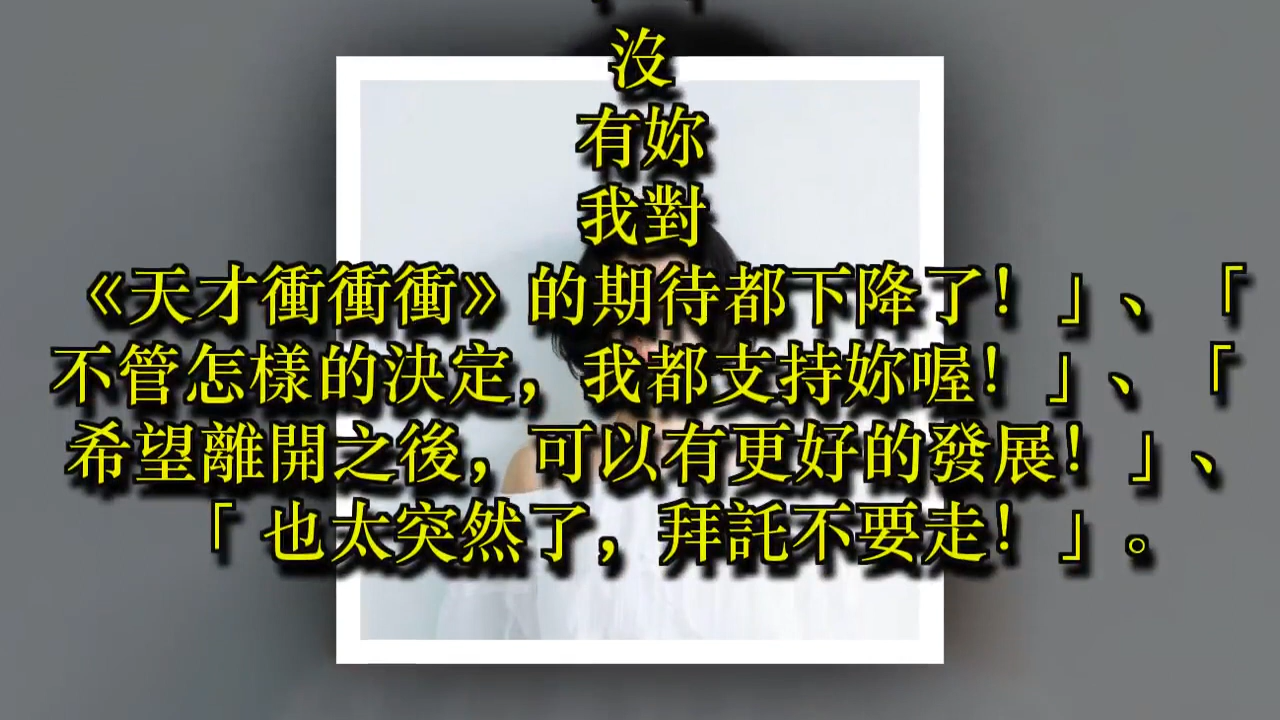 沒
有妳
我對
《天才衝衝衝》的期待都下降了！」、「
不管怎樣的決定，我都支持妳喔！」、「
希望離開之後，可以有更好的發展！」、
「 也太突然了，拜託不要走！」。